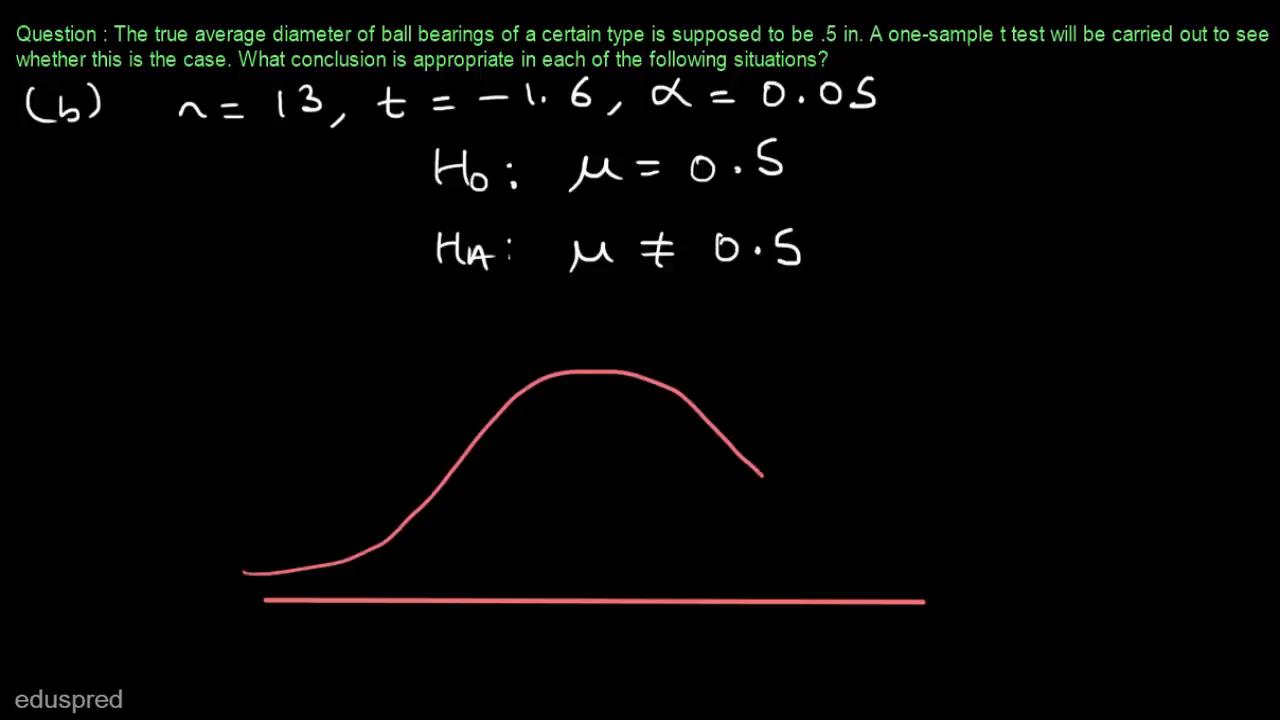 Question : The true average diameter of ball bearings of a certain type is supposed to be .5 in. A one-sample t test will be carried out to see
whether this is the case. What conclusion is appropriate in each of the following situations?
(b) n = 13, t = -1.6, α = 0.05
H₀: μ = 0.5
H_A: μ ≠ 0.5
eduspred